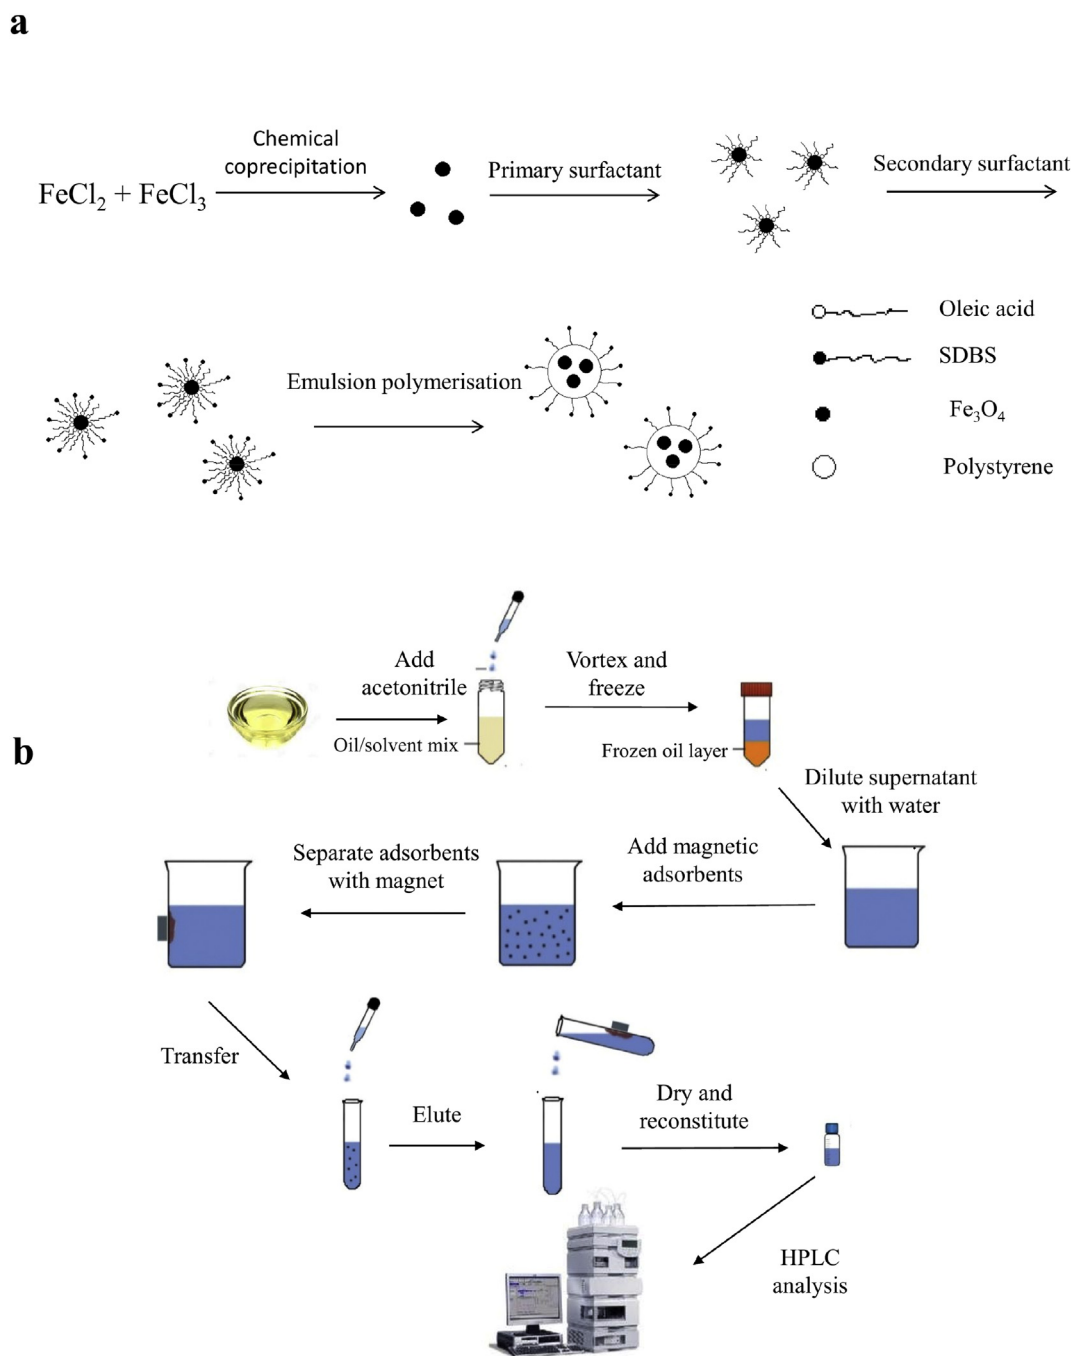 a
Chemical
coprecipitation
FeCl₂ + FeCl₃
Primary surfactant
Secondary surfactant
Oleic acid
SDBS
Emulsion polymerisation
Fe₃O₄
Polystyrene
b
Add
acetonitrile
Oil/solvent mix
Vortex and
freeze
Frozen oil layer
Dilute supernatant
with water
Add magnetic
adsorbents
Separate adsorbents
with magnet
Transfer
Elute
Dry and
reconstitute
HPLC
analysis